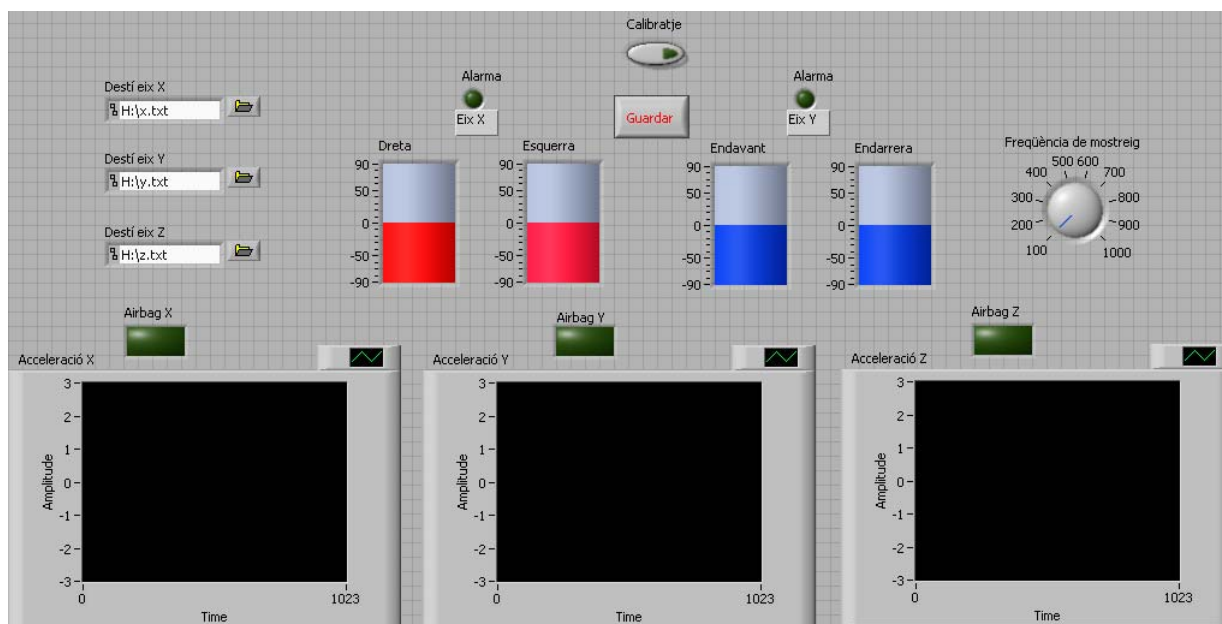 Calibratje
Destí eix X
H:\x.txt
Destí eix Y
H:\y.txt
Destí eix Z
H:\z.txt
Alarma
Eix X
Guardar
Alarma
Eix Y
Dreta
90
50
0
-50
-90
Esquerra
90
50
0
-50
-90
Endavant
90
50
0
-50
-90
Endarrera
90
50
0
-50
-90
Freqüència de mostreig
100
200
300
400
500
600
700
800
900
1000
Airbag X
Acceleració X
Amplitude
3
2
1
0
-1
-2
-3
0
1023
Time
Airbag Y
Acceleració Y
Amplitude
3
2
1
0
-1
-2
-3
0
1023
Time
Airbag Z
Acceleració Z
Amplitude
3
2
1
0
-1
-2
-3
0
1023
Time